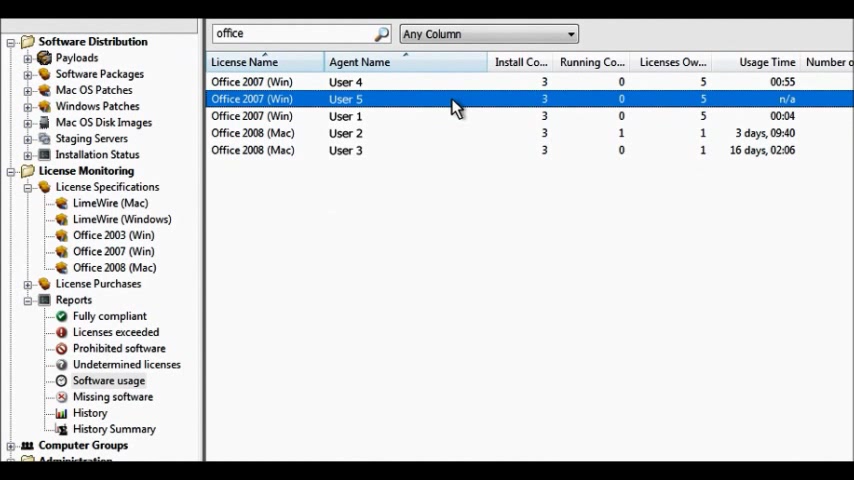 Software Distribution
Payloads
Software Packages
Mac OS Patches
Windows Patches
Mac OS Disk Images
Staging Servers
Installation Status
License Monitoring
License Specifications
LimeWire (Mac)
LimeWire (Windows)
Office 2003 (Win)
Office 2007 (Win)
Office 2008 (Mac)
License Purchases
Reports
Fully compliant
Licenses exceeded
Prohibited software
Undetermined licenses
Software usage
Missing software
History
History Summary
Computer Groups
Administration
office Any Column
License Name Agent Name Install Co... Running Co... Licenses Ow... Usage Time Number o
Office 2007 (Win) User 4 3 0 5 00:55
Office 2007 (Win) User 5 3 0 5 n/a
Office 2007 (Win) User 1 3 0 5 00:04
Office 2008 (Mac) User 2 3 1 1 3 days, 09:40
Office 2008 (Mac) User 3 3 0 1 16 days, 02:06